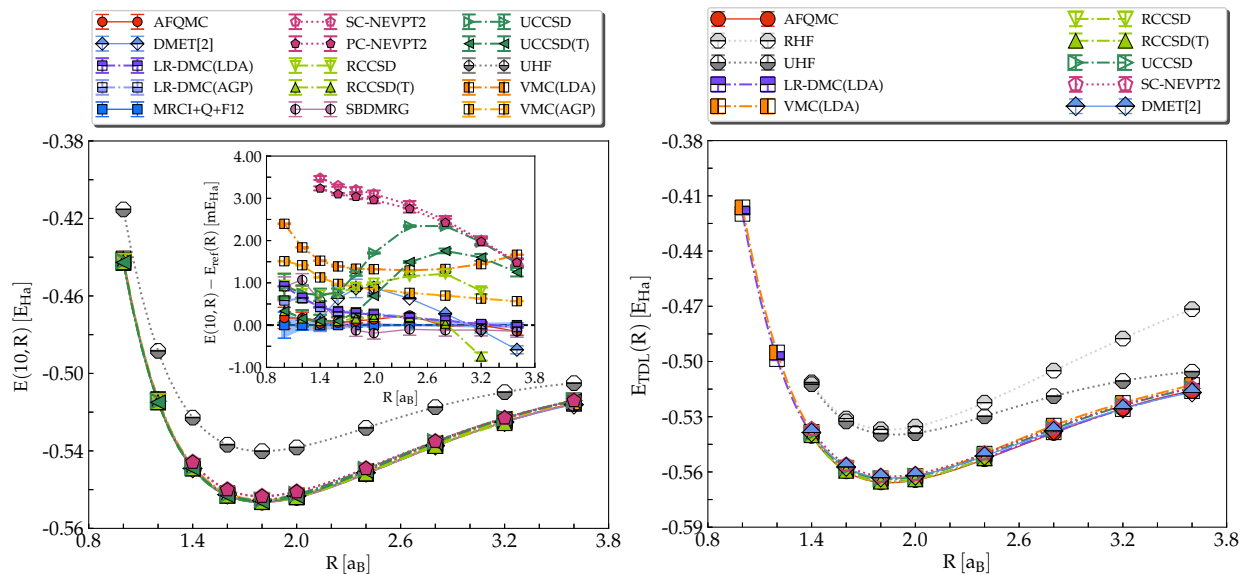 AFQMC SC-NEVPT2 UCCSD
DMET[2] PC-NEVPT2 UCCSD(T)
LR-DMC(LDA) RCCSD UHF
LR-DMC(AGP) RCCSD(T) VMC(LDA)
MRCI+Q+F12 SBDMRG VMC(AGP)
-0.38
-0.42
-0.46
-0.50
-0.54
-0.56
E(10,R) [E_Ha]
0.8 1.4 2.0 2.6 3.2 3.8
R [a_B]
4.00
3.00
2.00
1.00
0.00
-1.00
E(10,R) − E_ref(R) [mE_Ha]
0.8 1.4 2.0 2.6 3.2 3.8
R [a_B]
AFQMC RCCSD
RHF RCCSD(T)
UHF UCCSD
LR-DMC(LDA) SC-NEVPT2
VMC(LDA) DMET[2]
-0.38
-0.41
-0.44
-0.47
-0.50
-0.53
-0.56
-0.59
E_TDL(R) [E_Ha]
0.8 1.4 2.0 2.6 3.2 3.8
R [a_B]